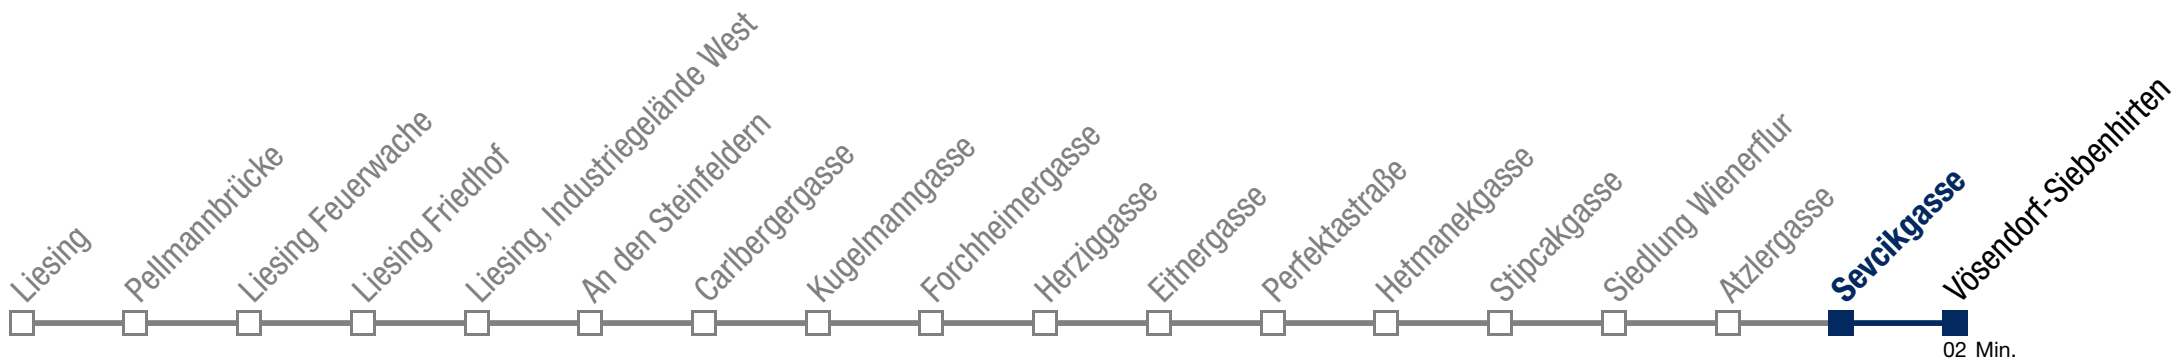 Liesing
Pellmannbrücke
Liesing Feuerwache
Liesing Friedhof
Liesing, Industriegelände West
An den Steinfeldern
Carlbergergasse
Kugelmanngasse
Forchheimergasse
Herziggasse
Eitnergasse
Perfektastraße
Hetmanekgasse
Stipcakgasse
Siedlung Wienerflur
Atzlergasse
Sevcikgasse
Vösendorf-Siebenhirten
02 Min.